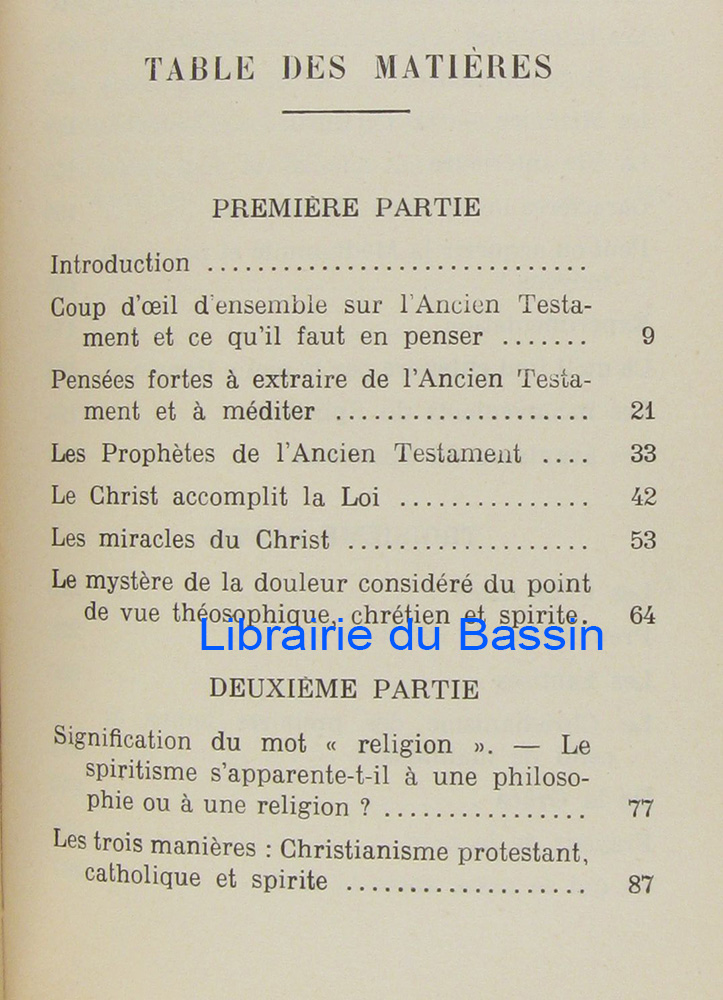 TABLE DES MATIÈRES
PREMIÈRE PARTIE
Introduction ..............................
Coup d'œil d'ensemble sur l'Ancien Testa-
ment et ce qu'il faut en penser ....... 9
Pensées fortes à extraire de l'Ancien Testa-
ment et à méditer .................... 21
Les Prophètes de l'Ancien Testament .... 33
Le Christ accomplit la Loi ............... 42
Les miracles du Christ ................... 53
Le mystère de la douleur considéré du point
de vue théosophique, chrétien et spirite. 64
Librairie du Bassin
DEUXIÈME PARTIE
Signification du mot « religion ». — Le
spiritisme s'apparente-t-il à une philoso-
phie ou à une religion ? ................ 77
Les trois manières : Christianisme protestant,
catholique et spirite ................... 87